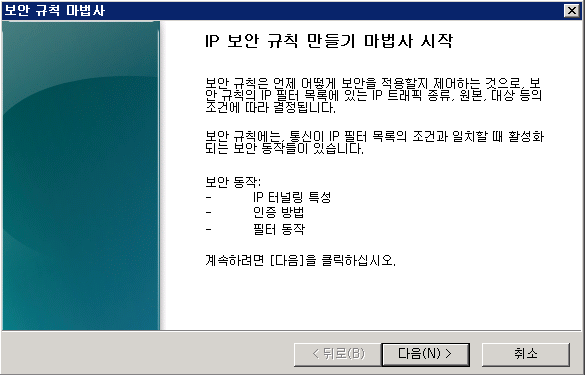 보안 규칙 마법사
IP 보안 규칙 만들기 마법사 시작
보안 규칙은 언제 어떻게 보안을 적용할지 제어하는 것으로, 보
안 규칙의 IP 필터 목록에 있는 IP 트래픽 종류, 원본, 대상 등의
조건에 따라 결정됩니다.
보안 규칙에는, 통신이 IP 필터 목록의 조건과 일치할 때 활성화
되는 보안 동작들이 있습니다.
보안 동작:
- IP 터널링 특성
- 인증 방법
- 필터 동작
계속하려면 [다음]을 클릭하십시오.
< 뒤로(B) 다음(N) > 취소